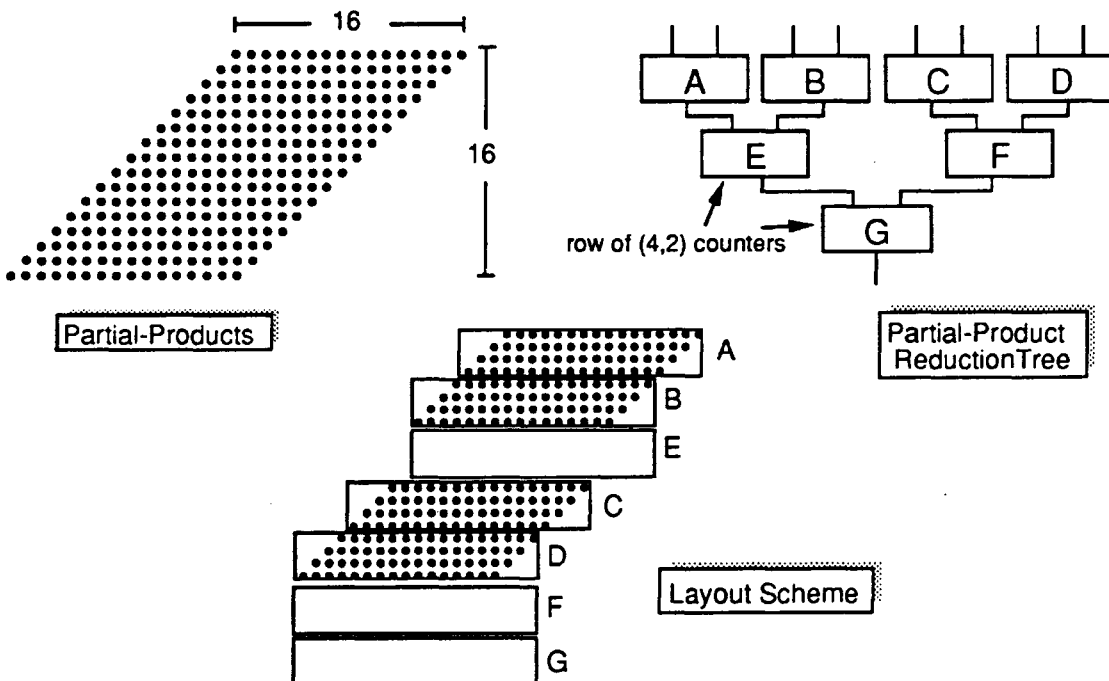 16
16
A
B
C
D
E
F
G
row of (4,2) counters
Partial-Products
Partial-Product
ReductionTree
A
B
E
C
D
F
G
Layout Scheme